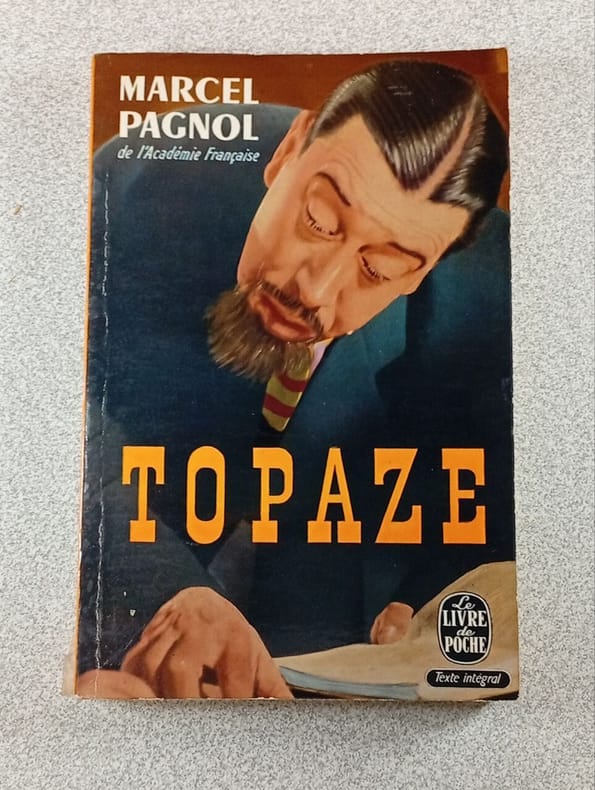 MARCEL
PAGNOL
de l'Académie Française
TOPAZE
Le
LIVRE
de
POCHE
Texte intégral